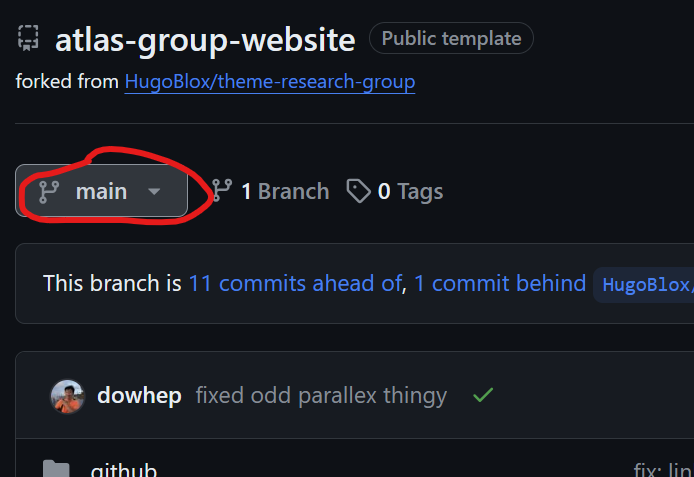 atlas-group-website Public template
forked from HugoBlox/theme-research-group
main 1 Branch 0 Tags
This branch is 11 commits ahead of, 1 commit behind HugoBlox/
dowhep fixed odd parallex thingy
github fix: lin